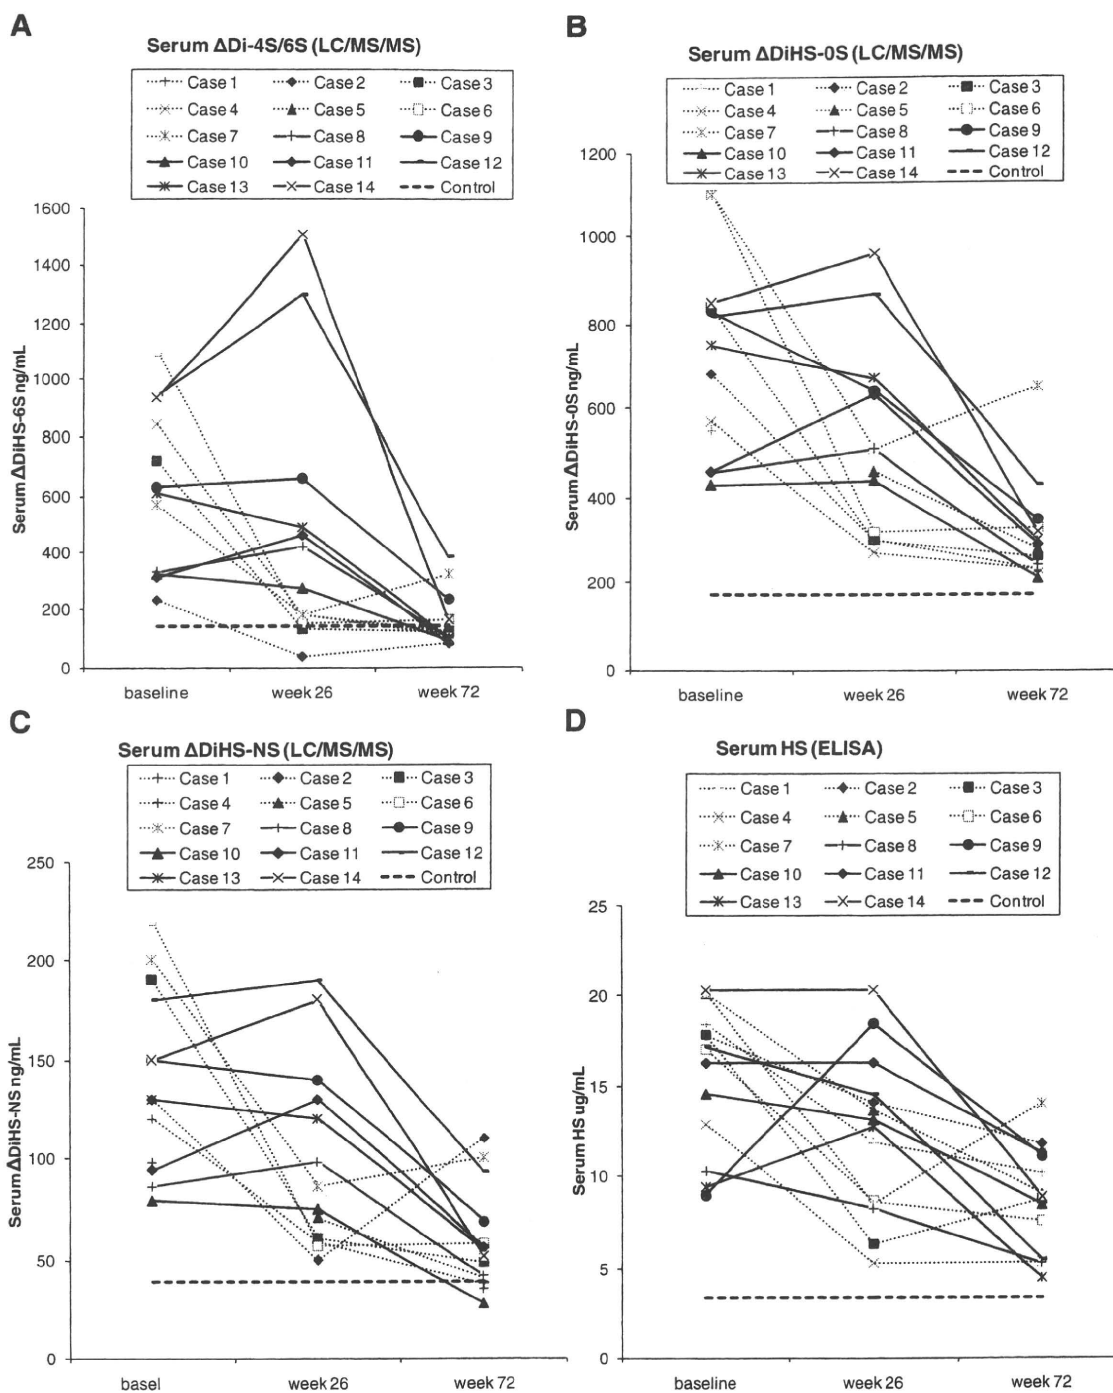 A
Serum ΔDi-4S/6S (LC/MS/MS)
Case 1 Case 2 Case 3
Case 4 Case 5 Case 6
Case 7 Case 8 Case 9
Case 10 Case 11 Case 12
Case 13 Case 14 Control
Serum ΔDiHS-6S ng/mL
1600
1400
1200
1000
800
600
400
200
0
baseline week 26 week 72
B
Serum ΔDiHS-0S (LC/MS/MS)
Case 1 Case 2 Case 3
Case 4 Case 5 Case 6
Case 7 Case 8 Case 9
Case 10 Case 11 Case 12
Case 13 Case 14 Control
Serum ΔDiHS-0S ng/mL
1200
1000
800
600
400
200
0
baseline week 26 week 72
C
Serum ΔDiHS-NS (LC/MS/MS)
Case 1 Case 2 Case 3
Case 4 Case 5 Case 6
Case 7 Case 8 Case 9
Case 10 Case 11 Case 12
Case 13 Case 14 Control
Serum ΔDiHS-NS ng/mL
250
200
150
100
50
0
basel week 26 week 72
D
Serum HS (ELISA)
Case 1 Case 2 Case 3
Case 4 Case 5 Case 6
Case 7 Case 8 Case 9
Case 10 Case 11 Case 12
Case 13 Case 14 Control
Serum HS ug/mL
25
20
15
10
5
0
baseline week 26 week 72